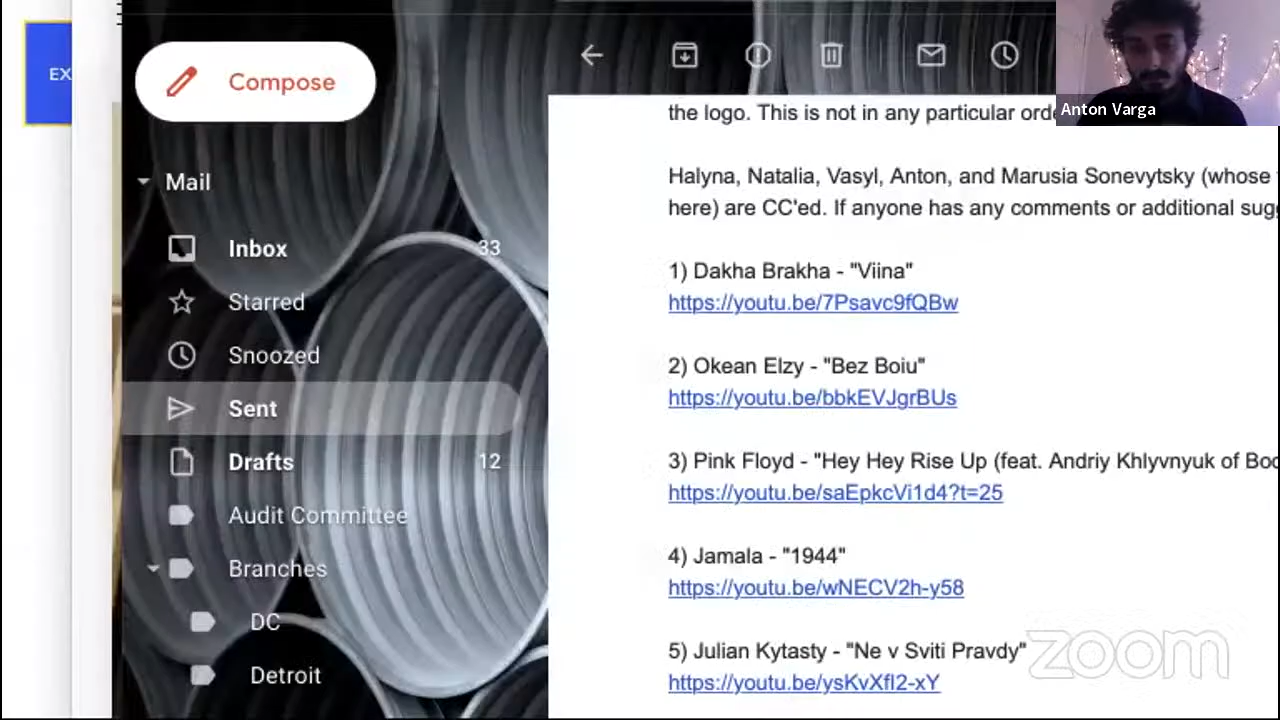 EX
Compose
Mail
Inbox 33
Starred
Snoozed
Sent
Drafts 12
Audit Committee
Branches
DC
Detroit
Anton Varga
the logo. This is not in any particular
Halyna, Natalia, Vasyl, Anton, and Marusia Sonevytsky (whose
here) are CC'ed. If anyone has any comments or additional
1) Dakha Brakha - "Viina"
https://youtu.be/7Psavc9fQBw
2) Okean Elzy - "Bez Boiu"
https://youtu.be/bbkEVJgrBUs
3) Pink Floyd - "Hey Hey Rise Up (feat. Andriy Khlyvnyuk of
https://youtu.be/saEpkcVi1d4?t=25
4) Jamala - "1944"
https://youtu.be/wNECV2h-y58
5) Julian Kytasty - "Ne v Sviti Pravdy"
https://youtu.be/ysKvXfI2-xY
zoom